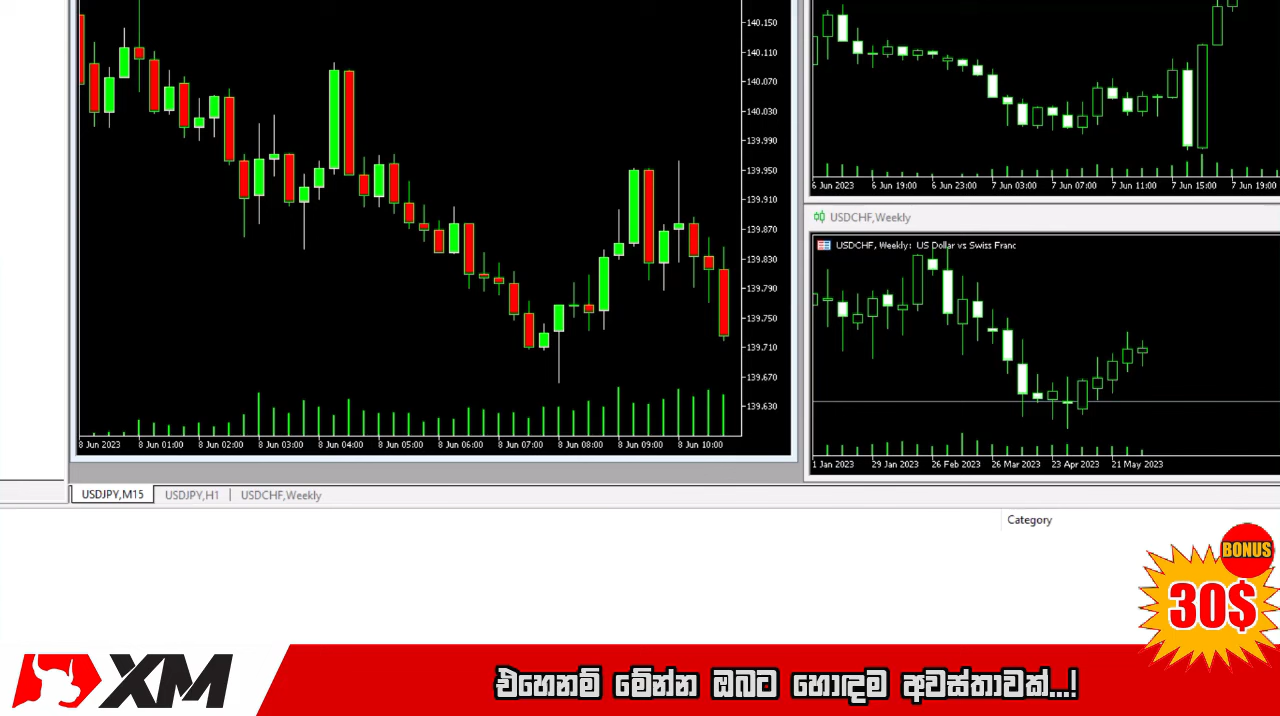 140.150
140.110
140.070
140.030
139.990
139.950
139.910
139.870
139.830
139.790
139.750
139.710
139.670
139.630
8 Jun 2023 8 Jun 01:00 8 Jun 02:00 8 Jun 03:00 8 Jun 04:00 8 Jun 05:00 8 Jun 06:00 8 Jun 07:00 8 Jun 08:00 8 Jun 09:00 8 Jun 10:00
6 Jun 2023 6 Jun 19:00 6 Jun 23:00 7 Jun 03:00 7 Jun 07:00 7 Jun 11:00 7 Jun 15:00 7 Jun 19:00
USDCHF,Weekly
USDCHF, Weekly: US Dollar vs Swiss Franc
1 Jan 2023 29 Jan 2023 26 Feb 2023 26 Mar 2023 23 Apr 2023 21 May 2023
USDJPY,M15 USDJPY,H1 USDCHF,Weekly
Category
BONUS
30$
XM
එහෙනම් මේන්න ඔබට හොඳම අවස්තාවක්...!